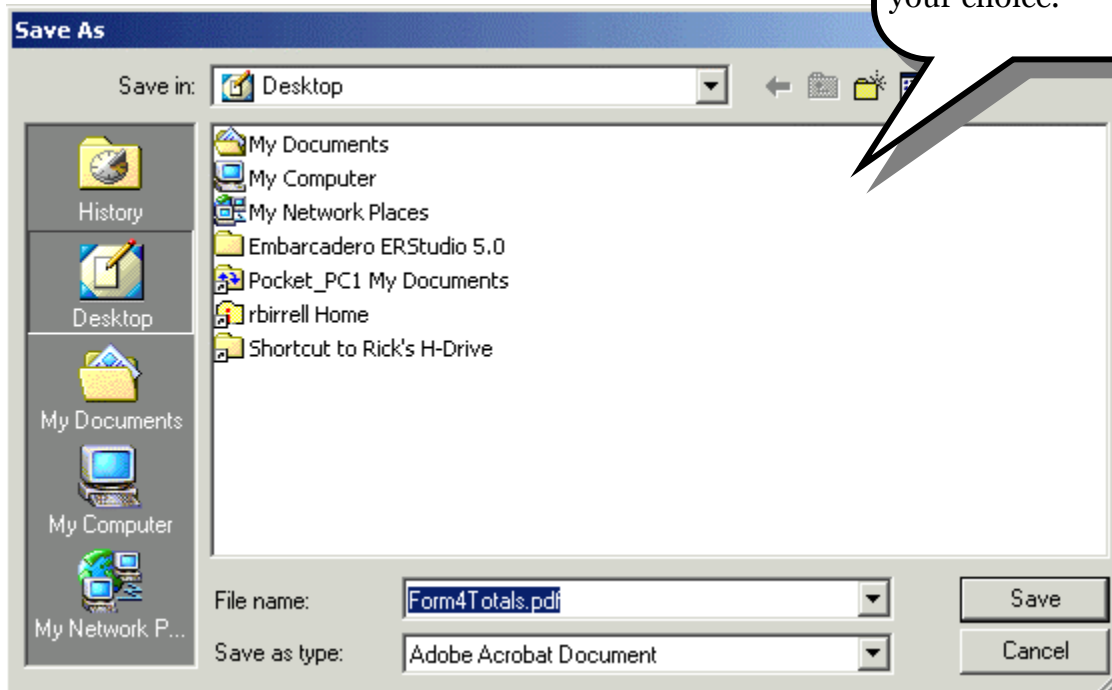 your choice.
Save As
Save in:
Desktop
My Documents
My Computer
My Network Places
Embarcadero ERStudio 5.0
Pocket_PC1 My Documents
rbirrell Home
Shortcut to Rick's H-Drive
History
Desktop
My Documents
My Computer
My Network P...
File name:
Form4Totals.pdf
Save
Save as type:
Adobe Acrobat Document
Cancel